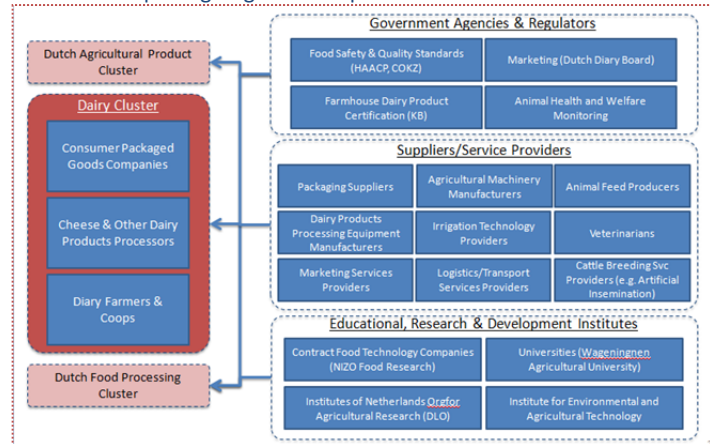 Government Agencies & Regulators
Dutch Agricultural Product
Cluster
Food Safety & Quality Standards
(HAACP, COKZ)
Marketing (Dutch Diary Board)
Farmhouse Dairy Product
Certification (KB)
Animal Health and Welfare
Monitoring
Dairy Cluster
Consumer Packaged
Goods Companies
Cheese & Other Dairy
Products Processors
Diary Farmers &
Coops
Suppliers/Service Providers
Packaging Suppliers
Agricultural Machinery
Manufacturers
Animal Feed Producers
Dairy Products
Processing Equipment
Manufacturers
Irrigation Technology
Providers
Veterinarians
Marketing Services
Providers
Logistics/Transport
Services Providers
Cattle Breeding Svc
Providers (e.g. Artificial
Insemination)
Dutch Food Processing
Cluster
Educational, Research & Development Institutes
Contract Food Technology Companies
(NIZO Food Research)
Universities (Wageningnen
Agricultural University)
Institutes of Netherlands Orgfor
Agricultural Research (DLO)
Institute for Environmental and
Agricultural Technology